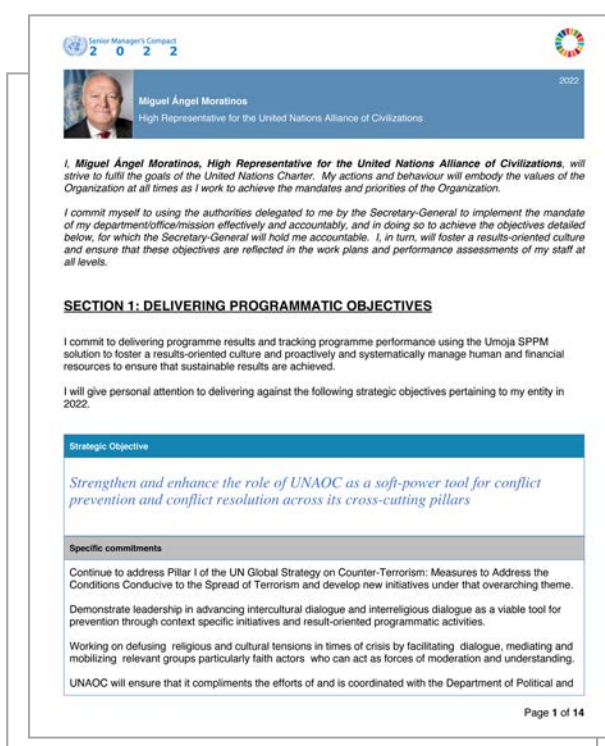 Senior Manager's Compact
2 0 2 2
2022
Miguel Ángel Moratinos
High Representative for the United Nations Alliance of Civilizations
I, Miguel Ángel Moratinos, High Representative for the United Nations Alliance of Civilizations, will
strive to fulfil the goals of the United Nations Charter. My actions and behaviour will embody the values of the
Organization at all times as I work to achieve the mandates and priorities of the Organization.
I commit myself to using the authorities delegated to me by the Secretary-General to implement the mandate
of my department/office/mission effectively and accountably, and in doing so to achieve the objectives detailed
below, for which the Secretary-General will hold me accountable. I, in turn, will foster a results-oriented culture
and ensure that these objectives are reflected in the work plans and performance assessments of my staff at
all levels.
SECTION 1: DELIVERING PROGRAMMATIC OBJECTIVES
I commit to delivering programme results and tracking programme performance using the Umoja SPPM
solution to foster a results-oriented culture and proactively and systematically manage human and financial
resources to ensure that sustainable results are achieved.
I will give personal attention to delivering against the following strategic objectives pertaining to my entity in
2022.
Strategic Objective
Strengthen and enhance the role of UNAOC as a soft-power tool for conflict
prevention and conflict resolution across its cross-cutting pillars
Specific commitments
Continue to address Pillar I of the UN Global Strategy on Counter-Terrorism: Measures to Address the
Conditions Conducive to the Spread of Terrorism and develop new initiatives under that overarching theme.
Demonstrate leadership in advancing intercultural dialogue and interreligious dialogue as a viable tool for
prevention through context specific initiatives and result-oriented programmatic activities.
Working on defusing religious and cultural tensions in times of crisis by facilitating dialogue, mediating and
mobilizing relevant groups particularly faith actors who can act as forces of moderation and understanding.
UNAOC will ensure that it compliments the efforts of and is coordinated with the Department of Political and
Page 1 of 14